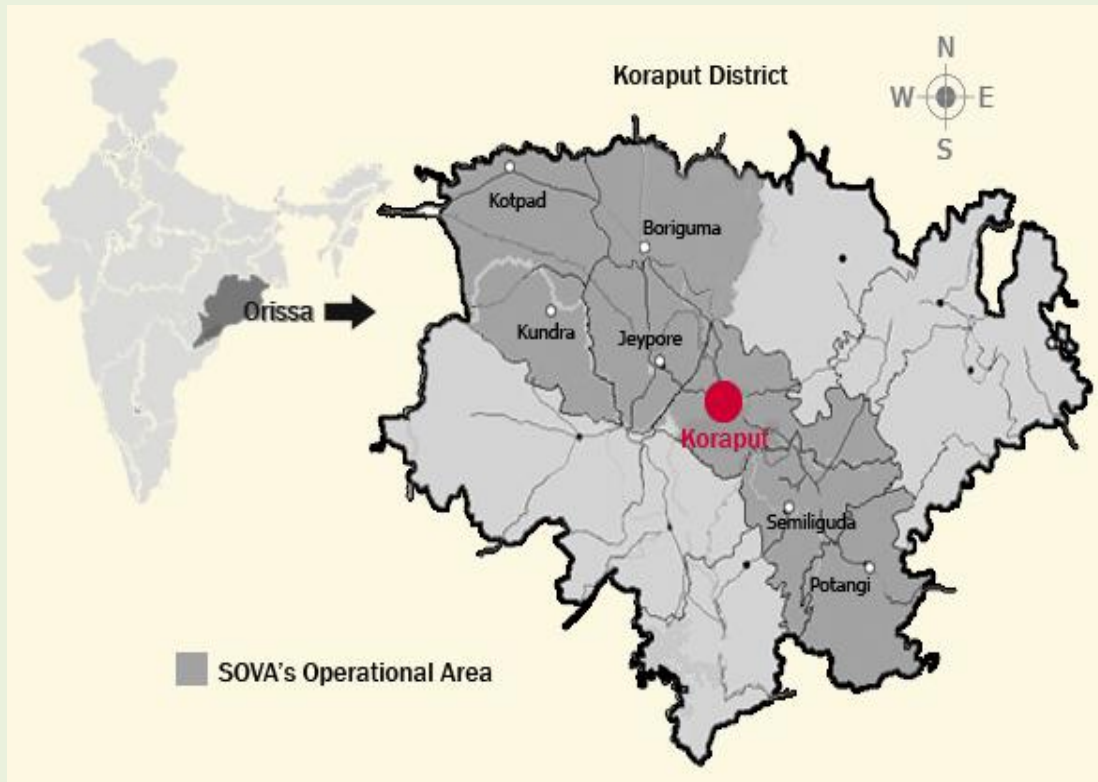 Koraput District
N
W E
S
Kotpad
Boriguma
Orissa
Kundra
Jeypore
Koraput
Semiliguda
Potangi
SOVA's Operational Area